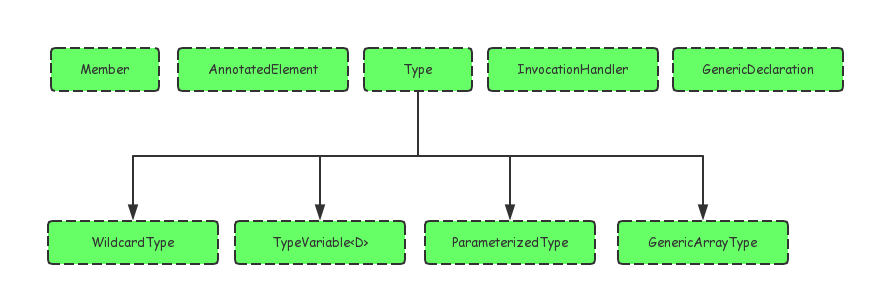 Member
AnnotatedElement
Type
InvocationHandler
GenericDeclaration
WildcardType
TypeVariable<D>
ParameterizedType
GenericArrayType